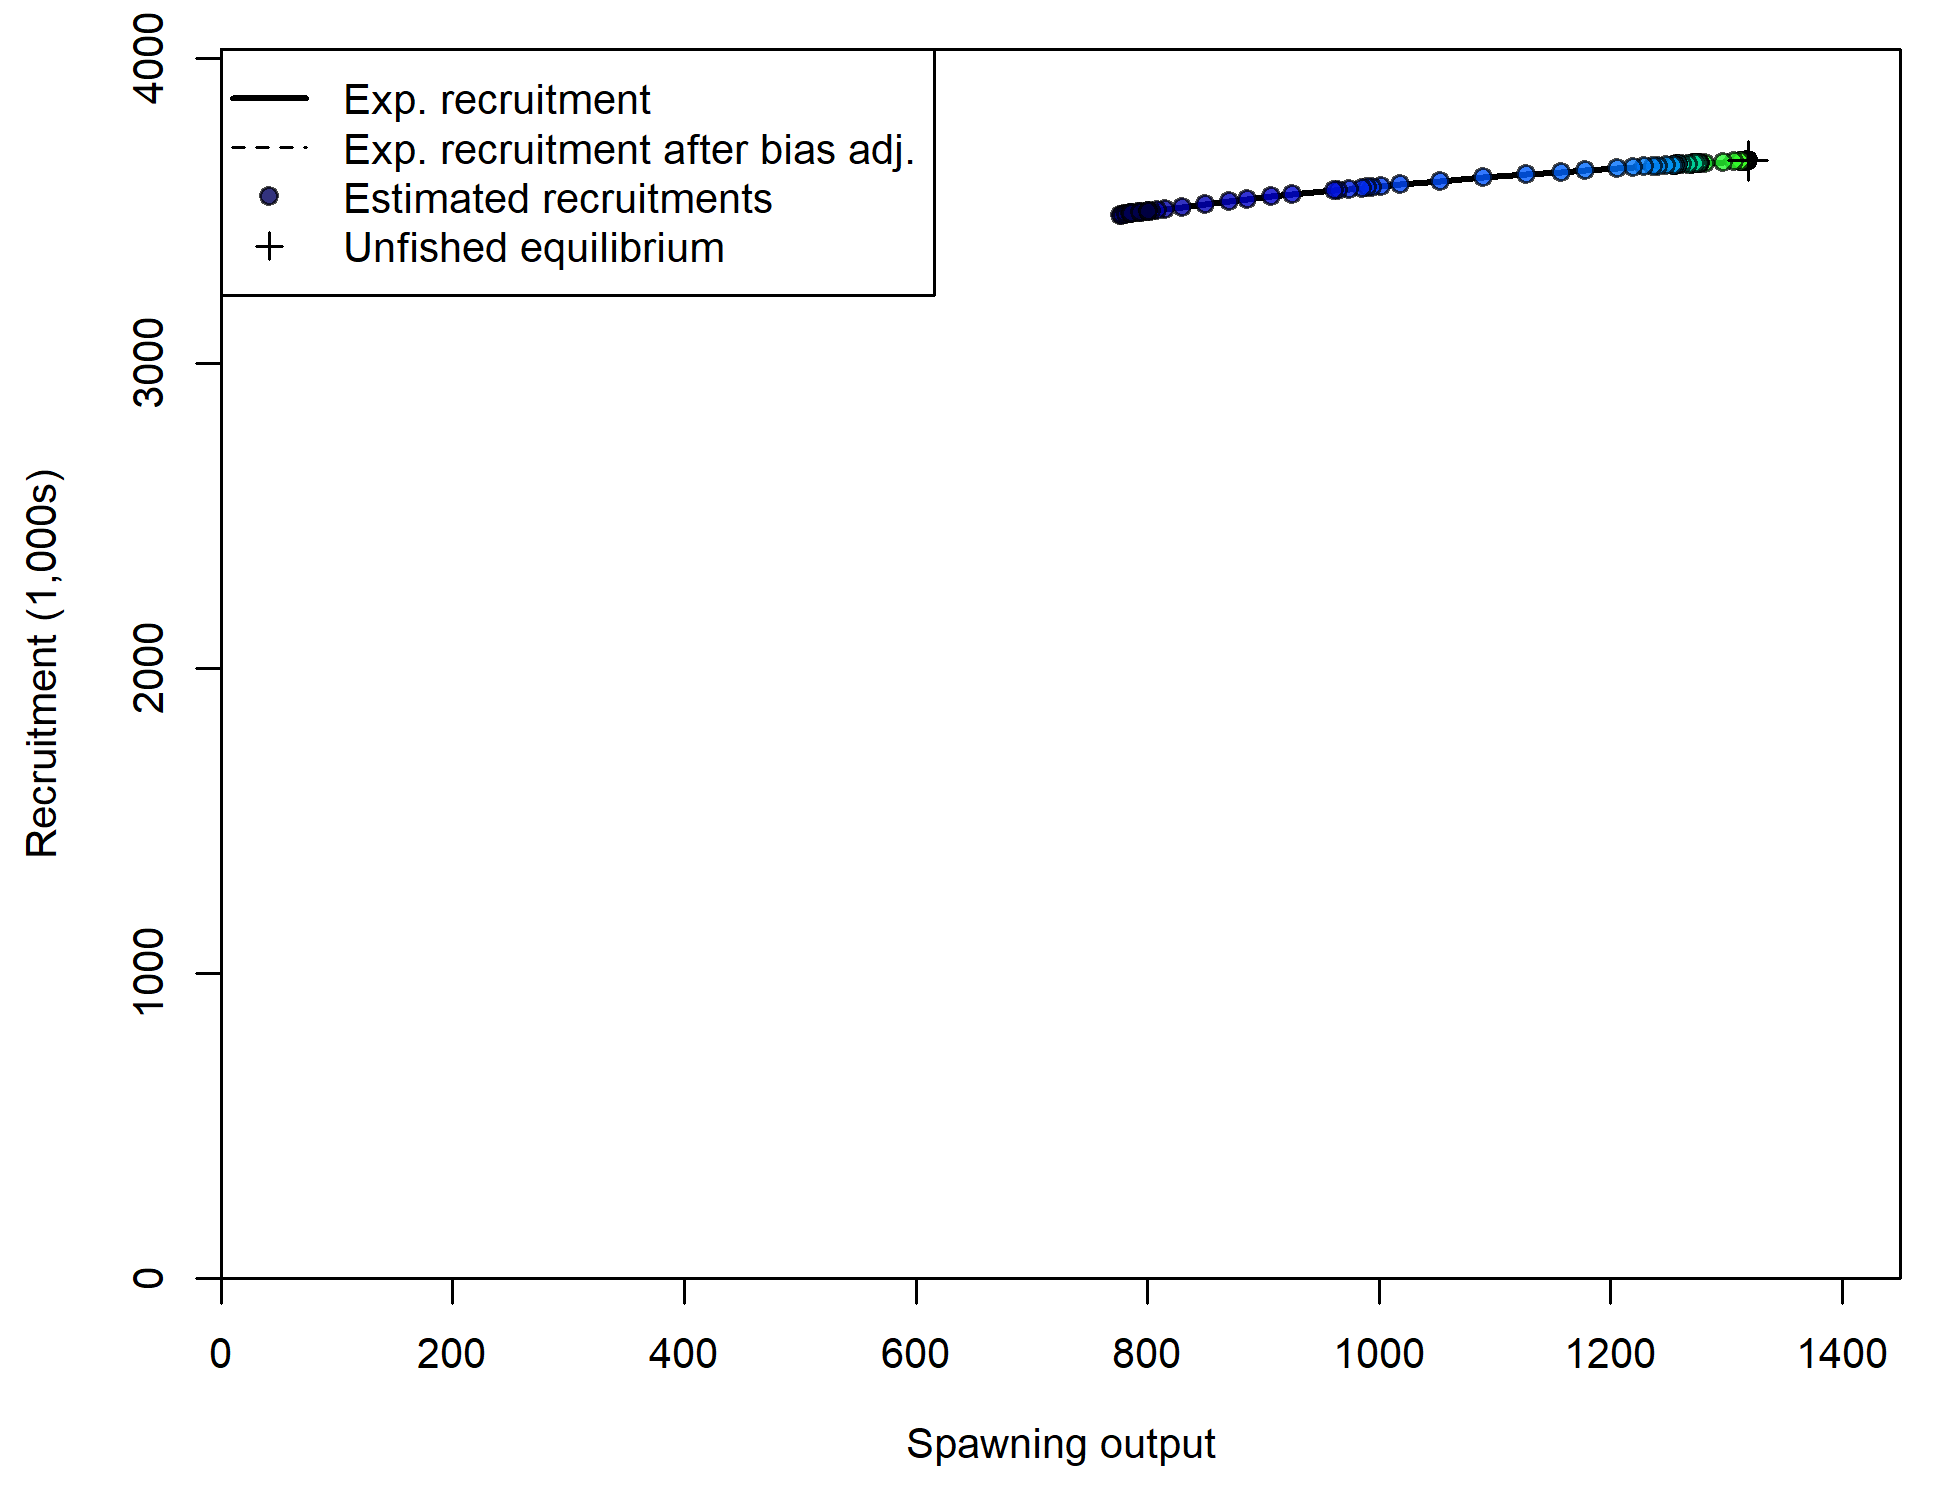 Exp. recruitment
Exp. recruitment after bias adj.
Estimated recruitments
Unfished equilibrium
4000
3000
2000
1000
0
Recruitment (1,000s)
0 200 400 600 800 1000 1200 1400
Spawning output